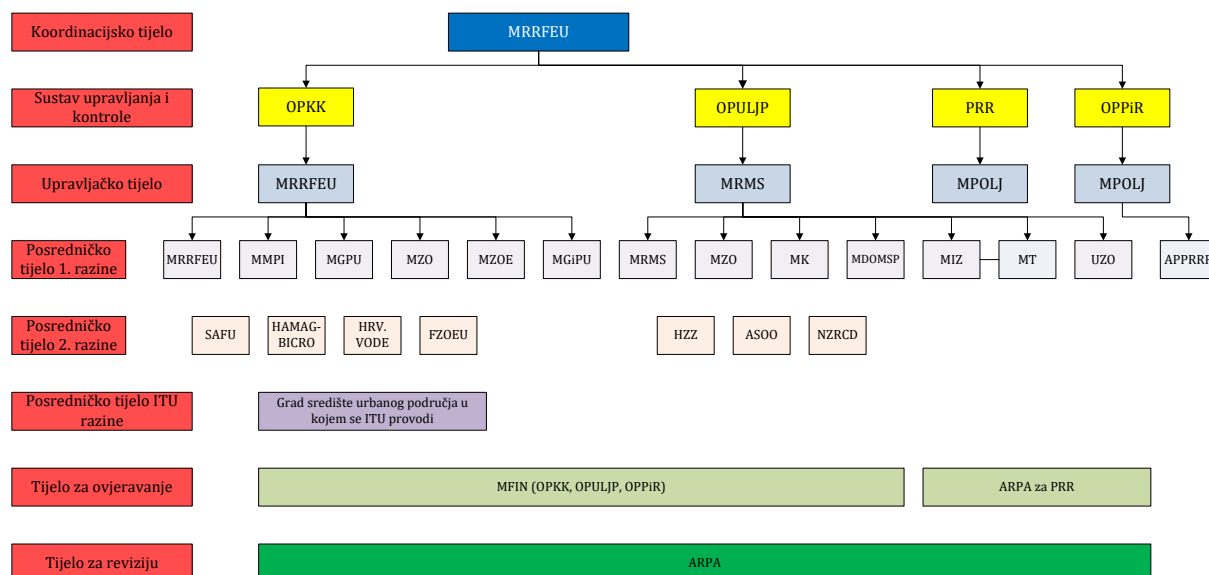 Koordinacijsko tijelo
MRRFEU
Sustav upravljanja i
kontrole
OPKK
OPULJP
PRR
OPPiR
Upravljačko tijelo
MRRFEU
MRMS
MPOLJ
MPOLJ
Posredničko
tijelo 1. razine
MRRFEU
MMPI
MGPU
MZO
MZOE
MGiPU
MRMS
MZO
MK
MDOMSP
MIZ
MT
UZO
APPRRR
Posredničko
tijelo 2. razine
SAFU
HAMAG-
BICRO
HRV.
VODE
FZOEU
HZZ
ASOO
NZRCD
Posredničko tijelo ITU
razine
Grad središte urbanog područja u
kojem se ITU provodi
Tijelo za ovjeravanje
MFIN (OPKK, OPULJP, OPPiR)
ARPA za PRR
Tijelo za reviziju
ARPA